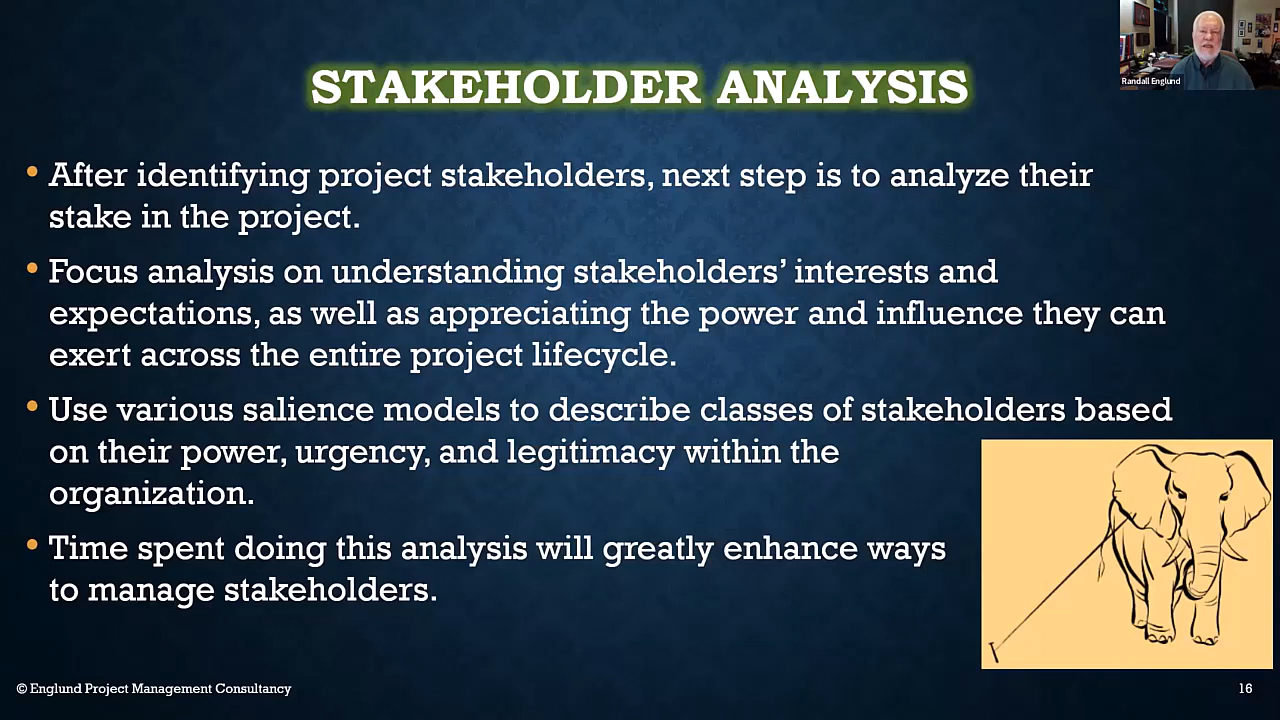 Randall Englund
STAKEHOLDER ANALYSIS
• After identifying project stakeholders, next step is to analyze their
stake in the project.
• Focus analysis on understanding stakeholders’ interests and
expectations, as well as appreciating the power and influence they can
exert across the entire project lifecycle.
• Use various salience models to describe classes of stakeholders based
on their power, urgency, and legitimacy within the
organization.
• Time spent doing this analysis will greatly enhance ways
to manage stakeholders.
© Englund Project Management Consultancy
16